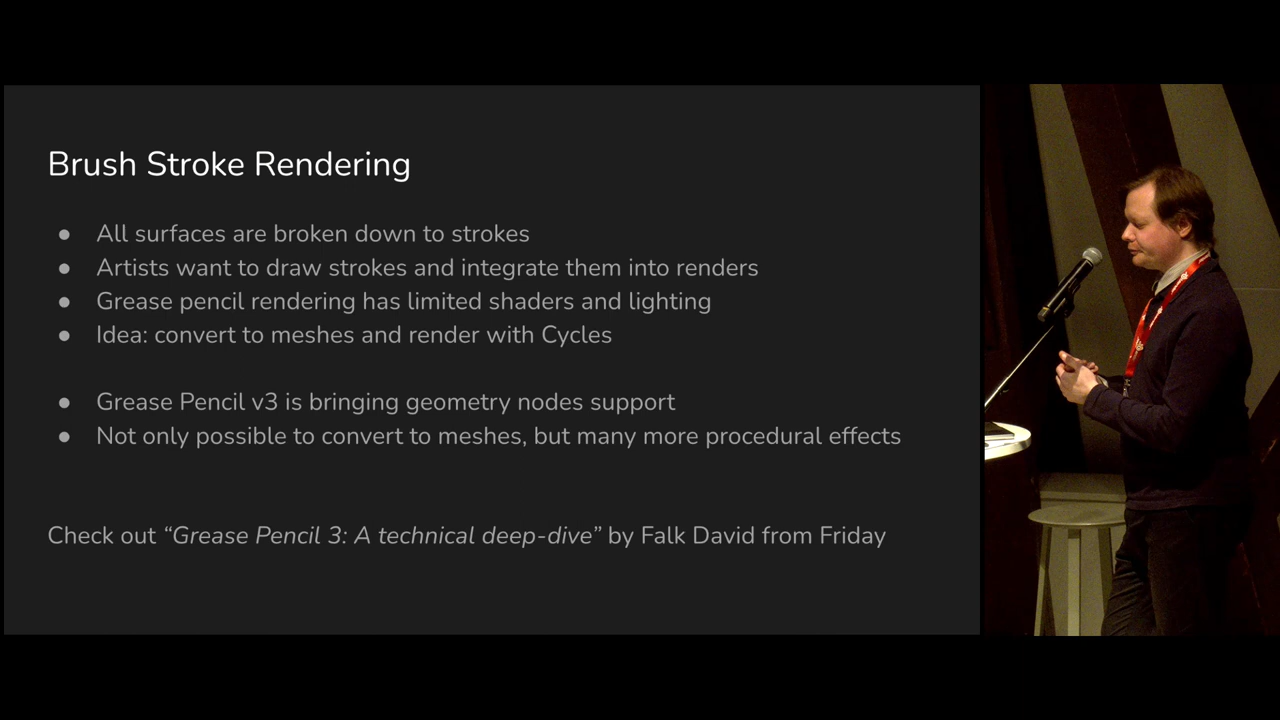 Brush Stroke Rendering
● All surfaces are broken down to strokes
● Artists want to draw strokes and integrate them into renders
● Grease pencil rendering has limited shaders and lighting
● Idea: convert to meshes and render with Cycles
● Grease Pencil v3 is bringing geometry nodes support
● Not only possible to convert to meshes, but many more procedural effects
Check out “Grease Pencil 3: A technical deep-dive” by Falk David from Friday